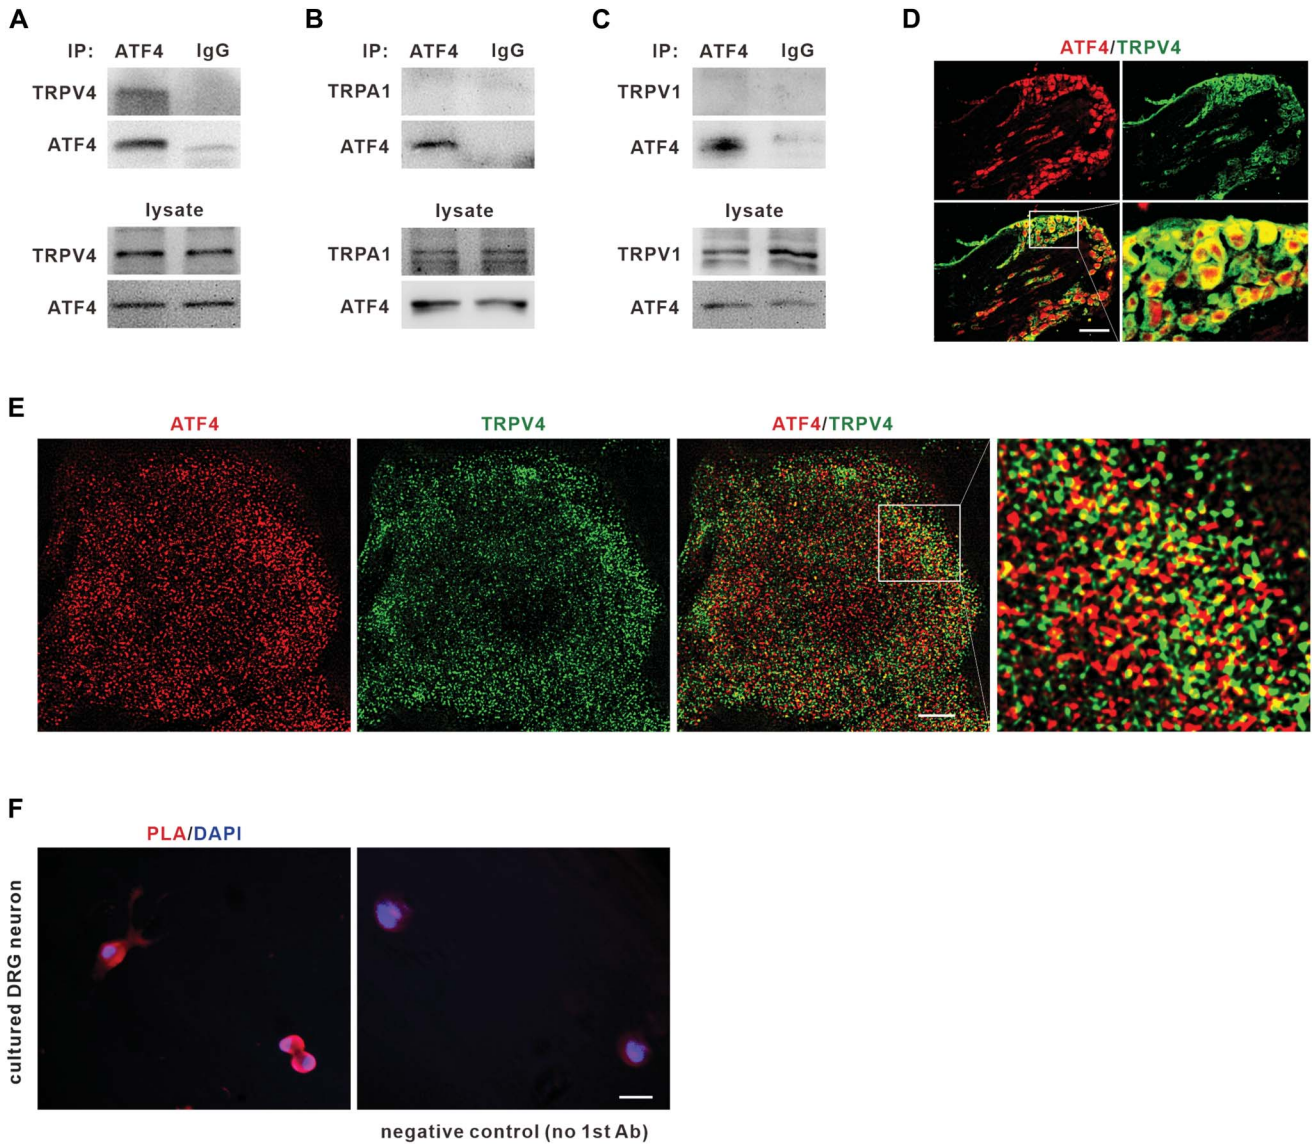 A
IP: ATF4 IgG
TRPV4
ATF4
lysate
TRPV4
ATF4
B
IP: ATF4 IgG
TRPA1
ATF4
lysate
TRPA1
ATF4
C
IP: ATF4 IgG
TRPV1
ATF4
lysate
TRPV1
ATF4
D
ATF4/TRPV4
E
ATF4
TRPV4
ATF4/TRPV4
F
PLA/DAPI
cultured DRG neuron
negative control (no 1st Ab)